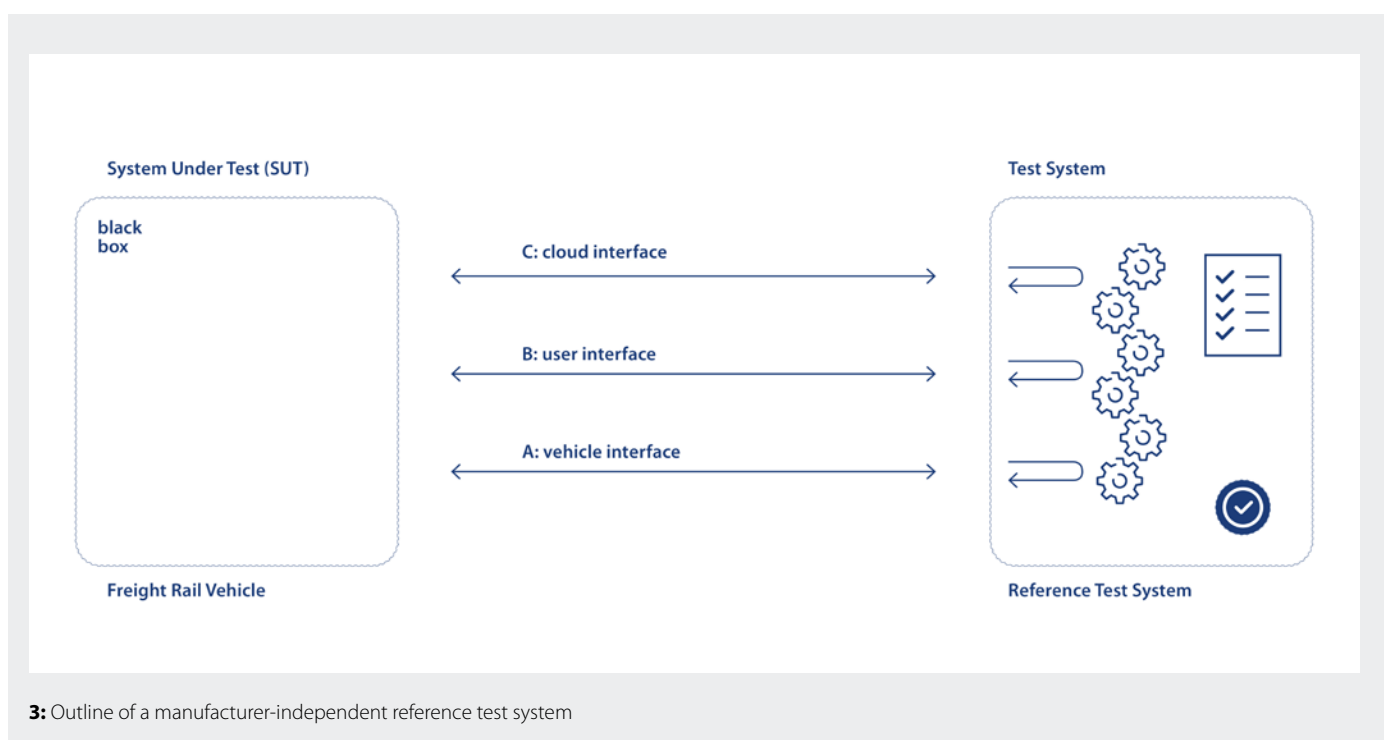 System Under Test (SUT)
Test System
black
box
C: cloud interface
B: user interface
A: vehicle interface
Freight Rail Vehicle
Reference Test System
3: Outline of a manufacturer-independent reference test system